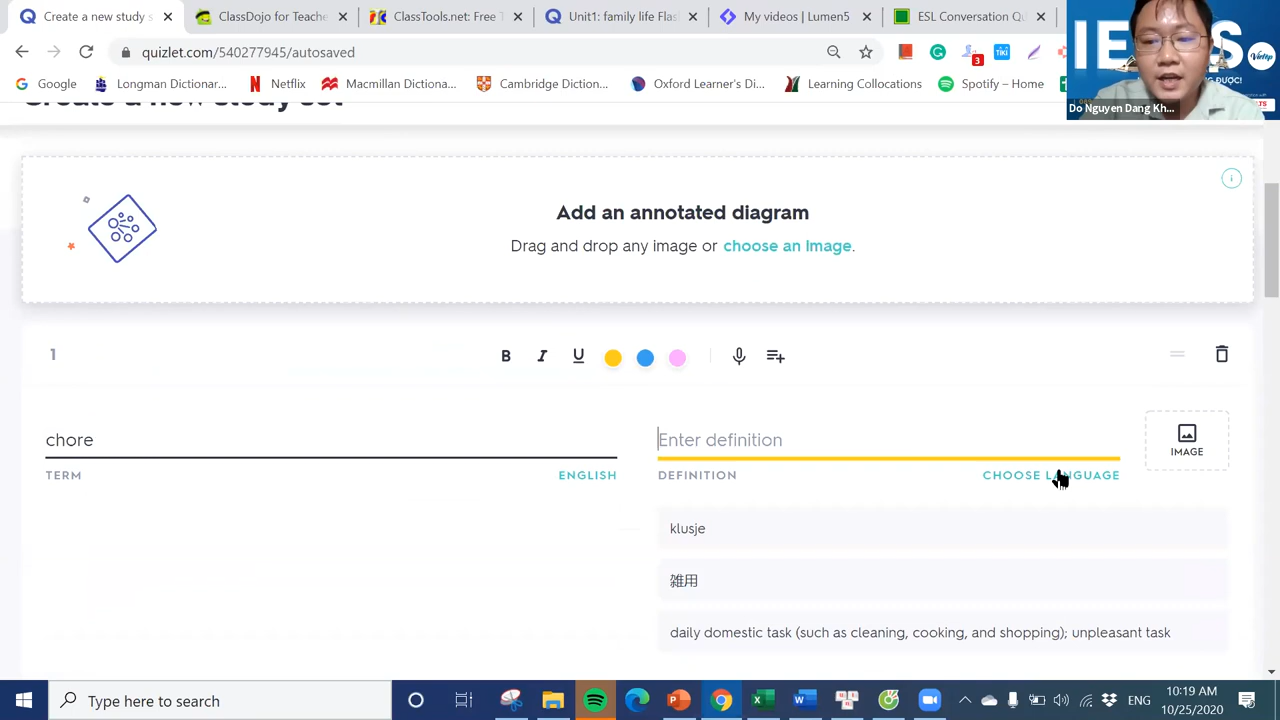 Create a new study s
ClassDojo for Teache
ClassTools.net: Free T
Unit1: family life Flas
My videos | Lumen5
ESL Conversation Qu
quizlet.com/540277945/autosaved
3
TiKi
Google
Longman Dictionar...
Netflix
Macmillan Dictiona...
Cambridge Diction...
Oxford Learner's Di...
Learning Collocations
Spotify – Home
Do Nguyen Dang Kh...
Create a new study set
Add an annotated diagram
Drag and drop any image or choose an image.
1
B I U
chore
Enter definition
IMAGE
TERM
ENGLISH
DEFINITION
CHOOSE LANGUAGE
klusje
雑用
daily domestic task (such as cleaning, cooking, and shopping); unpleasant task
Type here to search
ENG
10:19 AM
10/25/2020